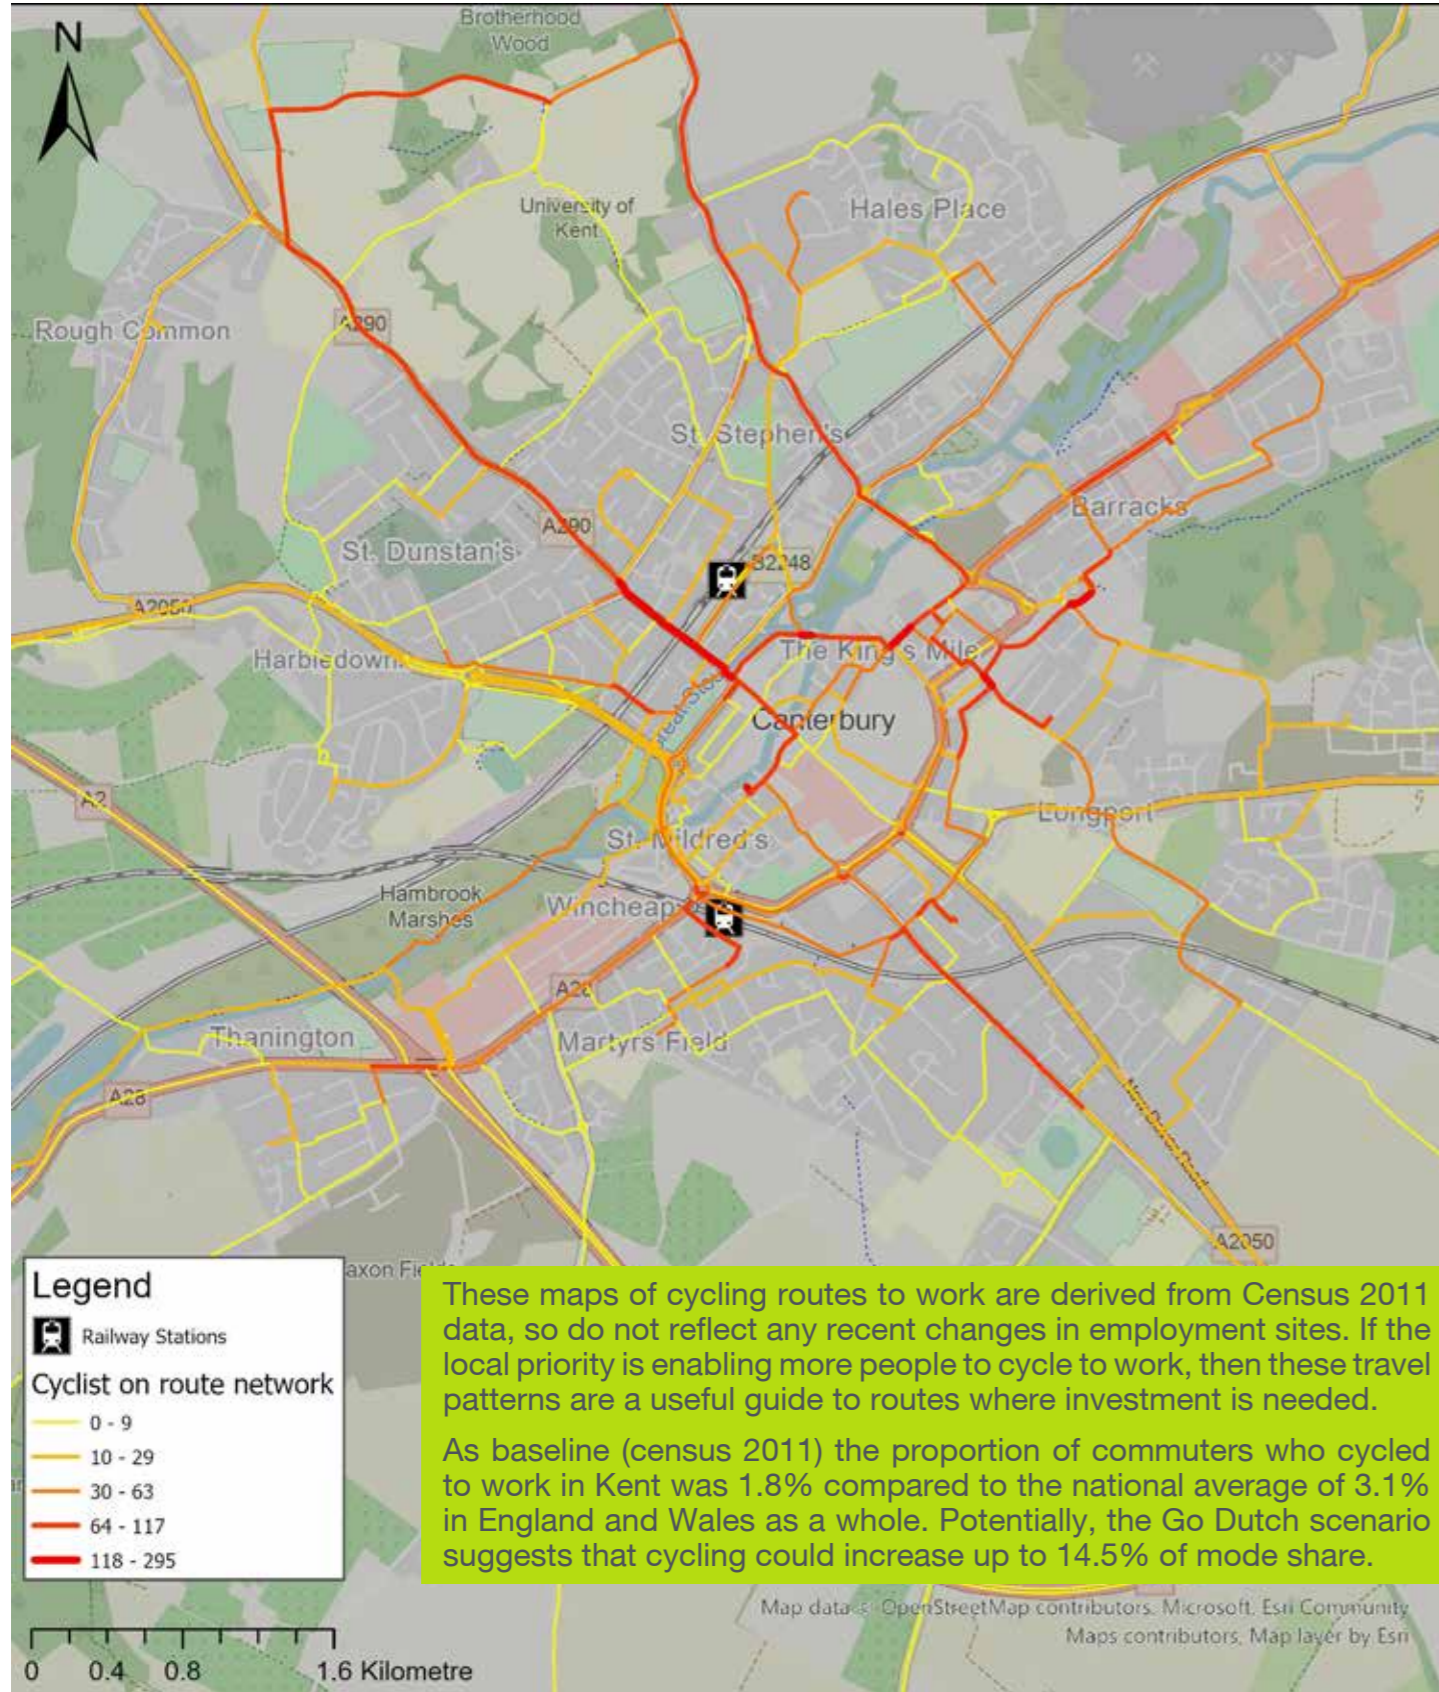 N
Brotherhood
Wood
University of
Kent
Hales Place
Rough Common
A290
St. Stephen's
Barracks
A290
St. Dunstan's
B2248
A2050
Harbledown
The King's Mile
Canterbury
A2
Longport
St. Mildred's
Hambrook
Marshes
Wincheap
A28
Thanington
Martyrs Field
A28
New Dover Road
A2050
Legend
Railway Stations
Cyclist on route network
0 - 9
10 - 29
30 - 63
64 - 117
118 - 295
These maps of cycling routes to work are derived from Census 2011
data, so do not reflect any recent changes in employment sites. If the
local priority is enabling more people to cycle to work, then these travel
patterns are a useful guide to routes where investment is needed.
As baseline (census 2011) the proportion of commuters who cycled
to work in Kent was 1.8% compared to the national average of 3.1%
in England and Wales as a whole. Potentially, the Go Dutch scenario
suggests that cycling could increase up to 14.5% of mode share.
Map data © OpenStreetMap contributors, Microsoft, Esri Community
Maps contributors, Map layer by Esri
0 0.4 0.8 1.6 Kilometre